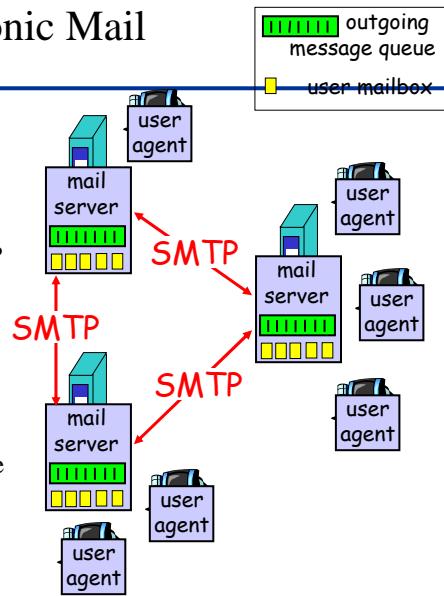 onic Mail
outgoing
message queue
user mailbox
user
agent
mail
server
user
agent
SMTP
mail
server
user
agent
SMTP
SMTP
mail
server
user
agent
e
user
agent
user
agent